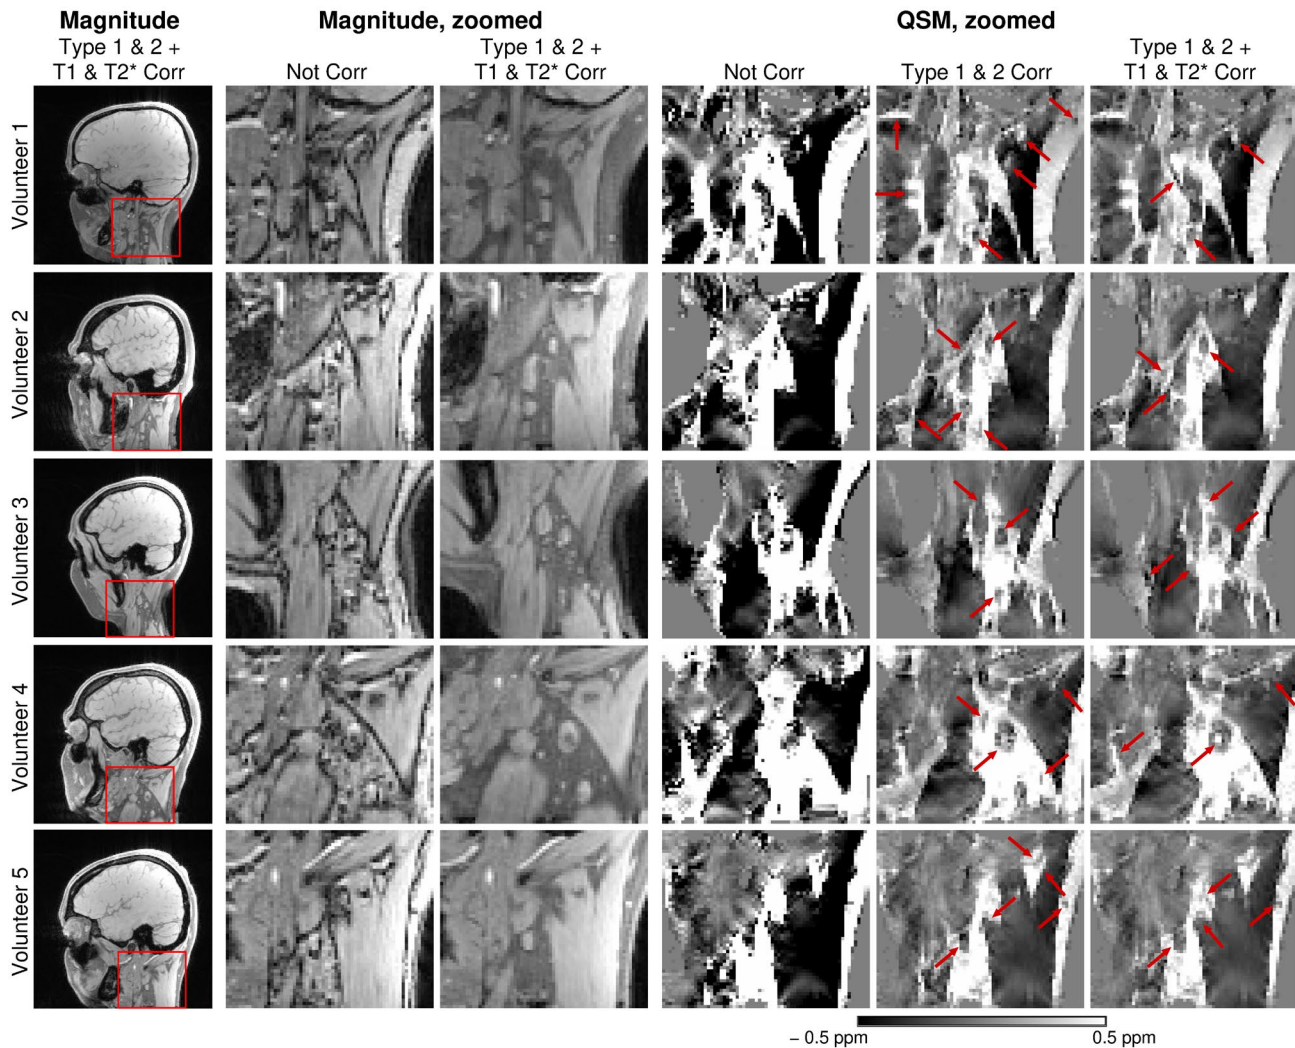 Magnitude
Magnitude, zoomed
QSM, zoomed
Type 1 & 2 +
T1 & T2* Corr
Not Corr
Type 1 & 2 +
T1 & T2* Corr
Not Corr
Type 1 & 2 Corr
Type 1 & 2 +
T1 & T2* Corr
Volunteer 1
Volunteer 2
Volunteer 3
Volunteer 4
Volunteer 5
− 0.5 ppm
0.5 ppm